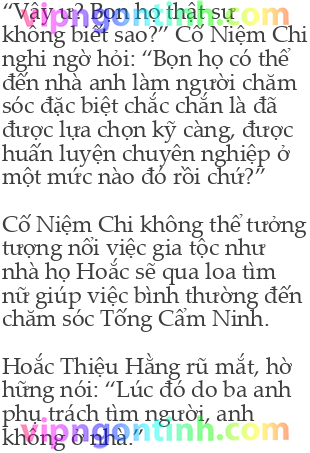 “Vậy ư? Bọn họ thật sự
không biết sao?” Cố Niệm Chi
nghi ngờ hỏi: “Bọn họ có thể
đến nhà anh làm người chăm
sóc đặc biệt chắc chắn là đã
được lựa chọn kỹ càng, được
huấn luyện chuyên nghiệp ở
một mức nào đó rồi chứ?”
Cố Niệm Chi không thể tưởng
tượng nổi việc gia tộc như
nhà họ Hoắc sẽ qua loa tìm
nữ giúp việc bình thường đến
chăm sóc Tống Cẩm Ninh.
Hoắc Thiệu Hằng rũ mắt, hờ
hững nói: “Lúc đó do ba anh
phụ trách tìm người, anh
không ở nhà.”
vipngontinh.com
vipngontinh.com